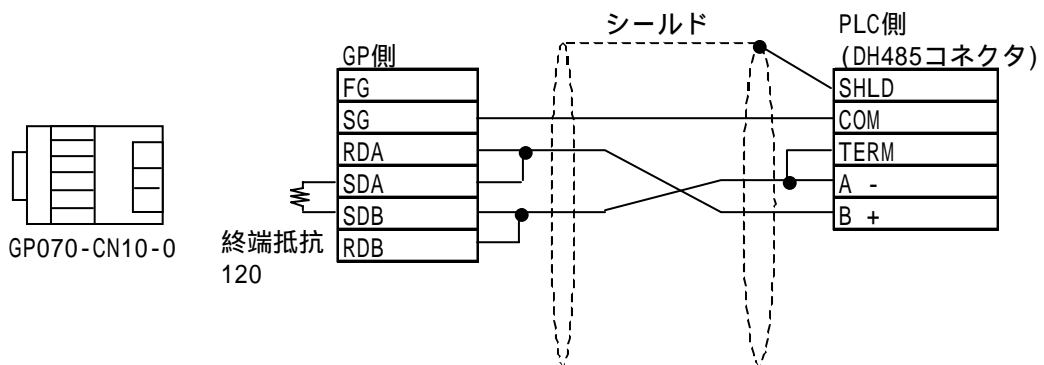 シールド
PLC側
(DH485コネクタ)
GP側
FG
SG
RDA
SDA
SDB
RDB
SHLD
COM
TERM
A -
B +
GP070-CN10-0
終端抵抗
120